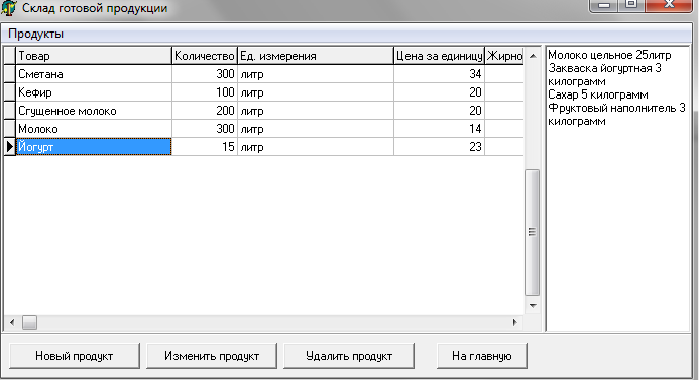 Склад готовой продукции
Продукты
Товар Количество Ед. измерения Цена за единицу Жирно
Сметана 300 литр 34
Кефир 100 литр 20
Сгущенное молоко 200 литр 20
Молоко 300 литр 14
Йогурт 15 литр 23
Молоко цельное 25литр
Закваска йогуртная 3
килограмм
Сахар 5 килограмм
Фруктовый наполнитель 3
килограмм
Новый продукт Изменить продукт Удалить продукт На главную